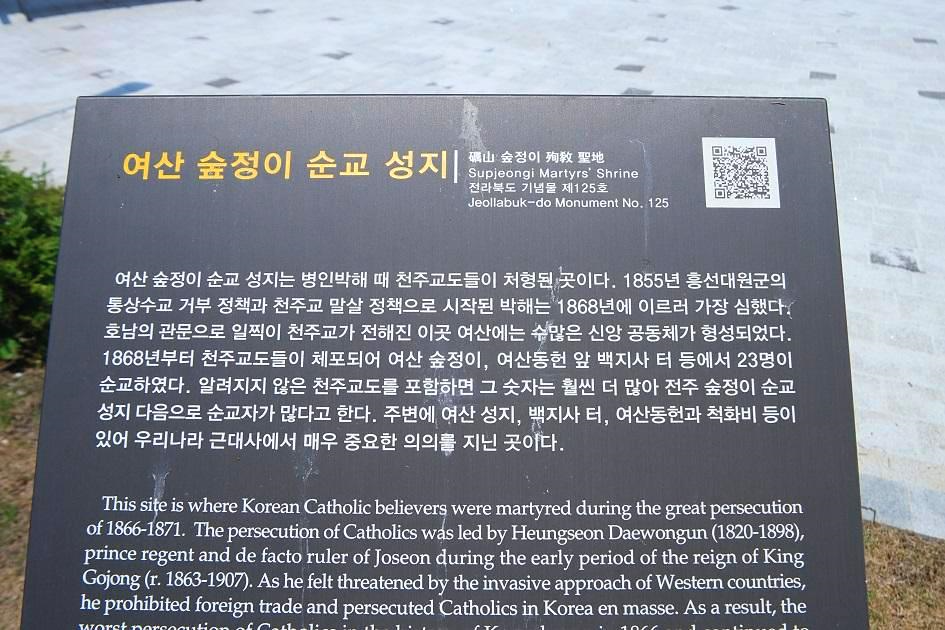 여산 숲정이 순교 성지
礪山 숲정이 殉敎 聖地
Supjeongi Martyrs' Shrine
전라북도 기념물 제125호
Jeollabuk-do Monument No. 125
여산 숲정이 순교 성지는 병인박해 때 천주교도들이 처형된 곳이다. 1855년 흥선대원군의
통상수교 거부 정책과 천주교 말살 정책으로 시작된 박해는 1868년에 이르러 가장 심했다.
호남의 관문으로 일찍이 천주교가 전해진 이곳 여산에는 수많은 신앙 공동체가 형성되었다.
1868년부터 천주교도들이 체포되어 여산 숲정이, 여산동헌 앞 백지사 터 등에서 23명이
순교하였다. 알려지지 않은 천주교도를 포함하면 그 숫자는 훨씬 더 많아 전주 숲정이 순교
성지 다음으로 순교자가 많다고 한다. 주변에 여산 성지, 백지사 터, 여산동헌과 척화비 등이
있어 우리나라 근대사에서 매우 중요한 의의를 지닌 곳이다.
This site is where Korean Catholic believers were martyred during the great persecution
of 1866-1871. The persecution of Catholics was led by Heungseon Daewongun (1820-1898),
prince regent and de facto ruler of Joseon during the early period of the reign of King
Gojong (r. 1863-1907). As he felt threatened by the invasive approach of Western countries,
he prohibited foreign trade and persecuted Catholics in Korea en masse. As a result, the
worst persecution of Catholics in the history of Korea began in 1866 and continued to